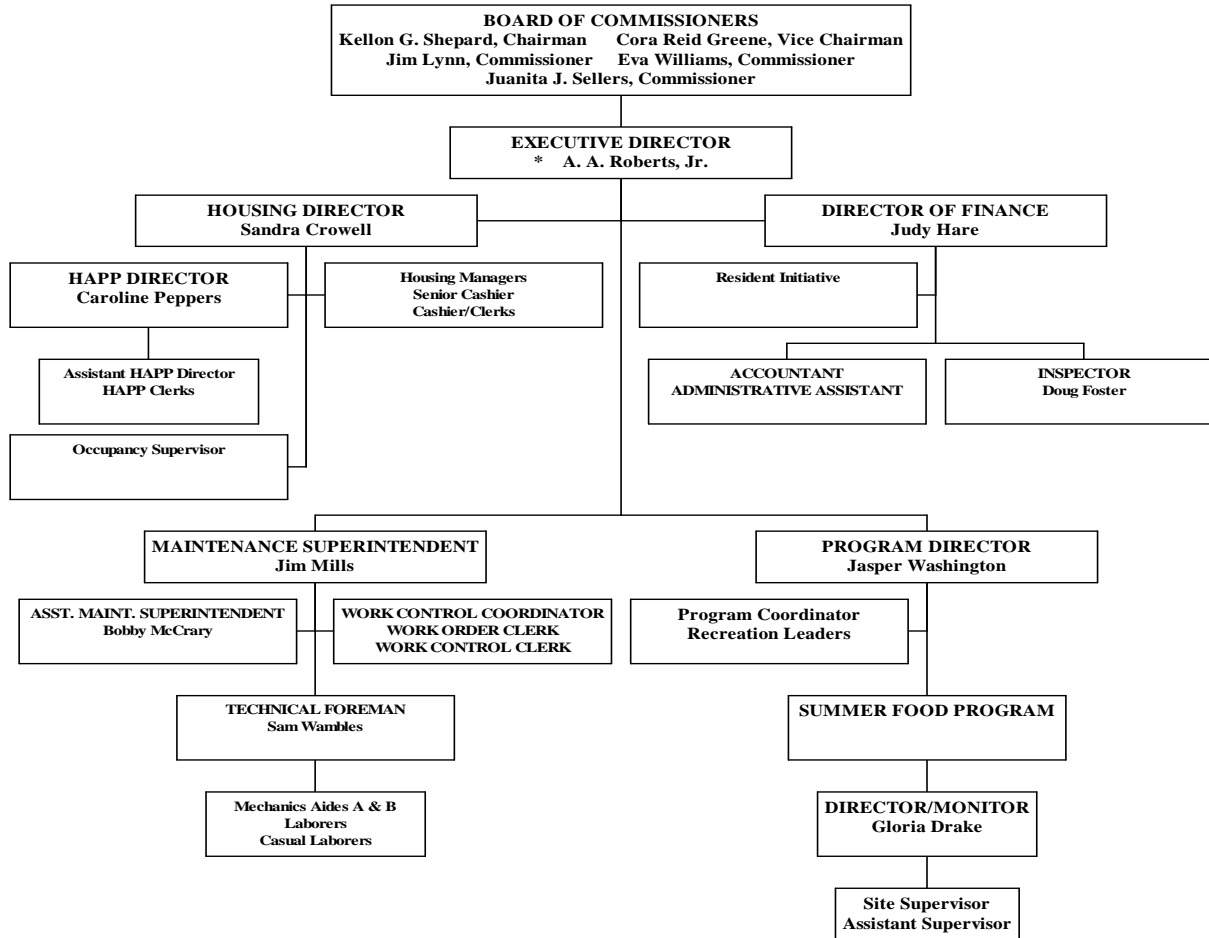 BOARD OF COMMISSIONERS
Kellon G. Shepard, Chairman Cora Reid Greene, Vice Chairman
Jim Lynn, Commissioner Eva Williams, Commissioner
Juanita J. Sellers, Commissioner
EXECUTIVE DIRECTOR
* A. A. Roberts, Jr.
HOUSING DIRECTOR
Sandra Crowell
DIRECTOR OF FINANCE
Judy Hare
HAPP DIRECTOR
Caroline Peppers
Housing Managers
Senior Cashier
Cashier/Clerks
Resident Initiative
Assistant HAPP Director
HAPP Clerks
ACCOUNTANT
ADMINISTRATIVE ASSISTANT
INSPECTOR
Doug Foster
Occupancy Supervisor
MAINTENANCE SUPERINTENDENT
Jim Mills
PROGRAM DIRECTOR
Jasper Washington
ASST. MAINT. SUPERINTENDENT
Bobby McCrary
WORK CONTROL COORDINATOR
WORK ORDER CLERK
WORK CONTROL CLERK
Program Coordinator
Recreation Leaders
TECHNICAL FOREMAN
Sam Wambles
SUMMER FOOD PROGRAM
Mechanics Aides A & B
Laborers
Casual Laborers
DIRECTOR/MONITOR
Gloria Drake
Site Supervisor
Assistant Supervisor